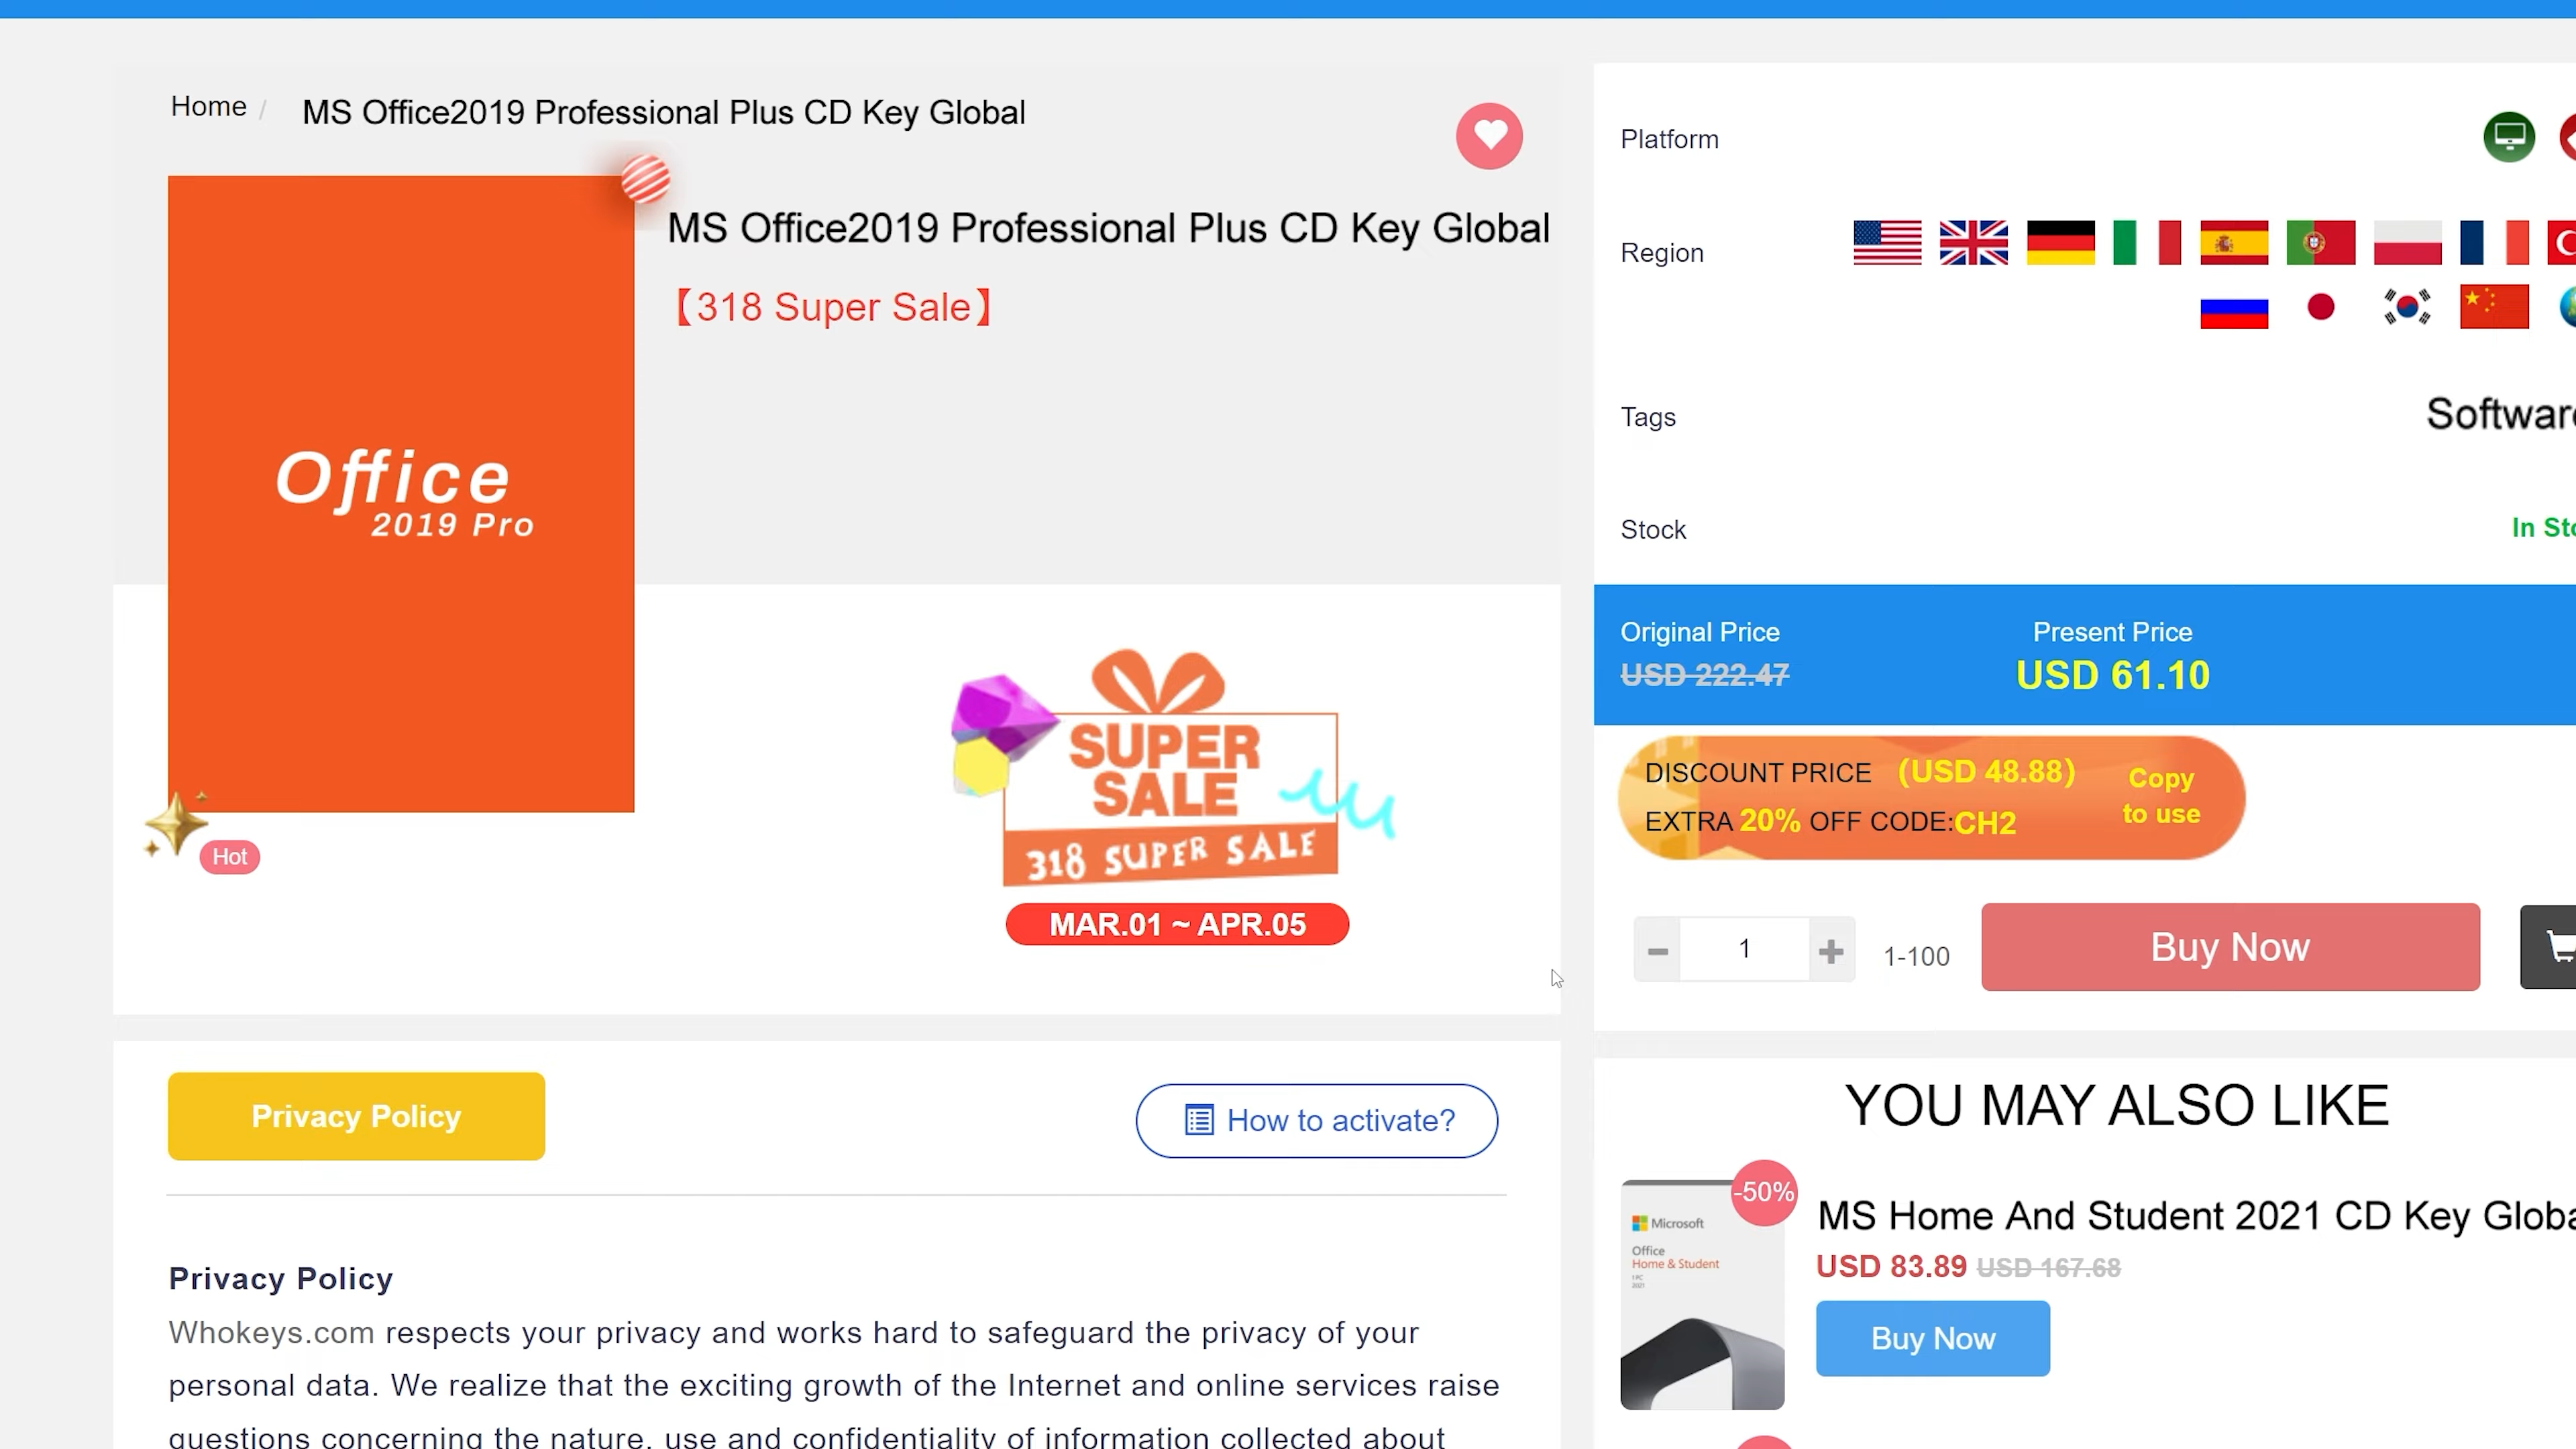 Home / MS Office2019 Professional Plus CD Key Global
MS Office2019 Professional Plus CD Key Global
【318 Super Sale】
Office
2019 Pro
Hot
SUPER
SALE
318 SUPER SALE
MAR.01 ~ APR.05
Privacy Policy
How to activate?
Privacy Policy
Whokeys.com respects your privacy and works hard to safeguard the privacy of your
personal data. We realize that the exciting growth of the Internet and online services raise
questions concerning the nature, use and confidentiality of information collected about
Platform
Region
Tags
Stock
In
Original Price
Present Price
USD 222.47
USD 61.10
DISCOUNT PRICE (USD 48.88)
EXTRA 20% OFF CODE:CH2
Copy
to use
1
1-100
Buy Now
YOU MAY ALSO LIKE
-50%
Microsoft
Office
Home & Student
1 PC
2021
MS Home And Student 2021 CD Key
USD 83.89 USD 167.68
Buy Now